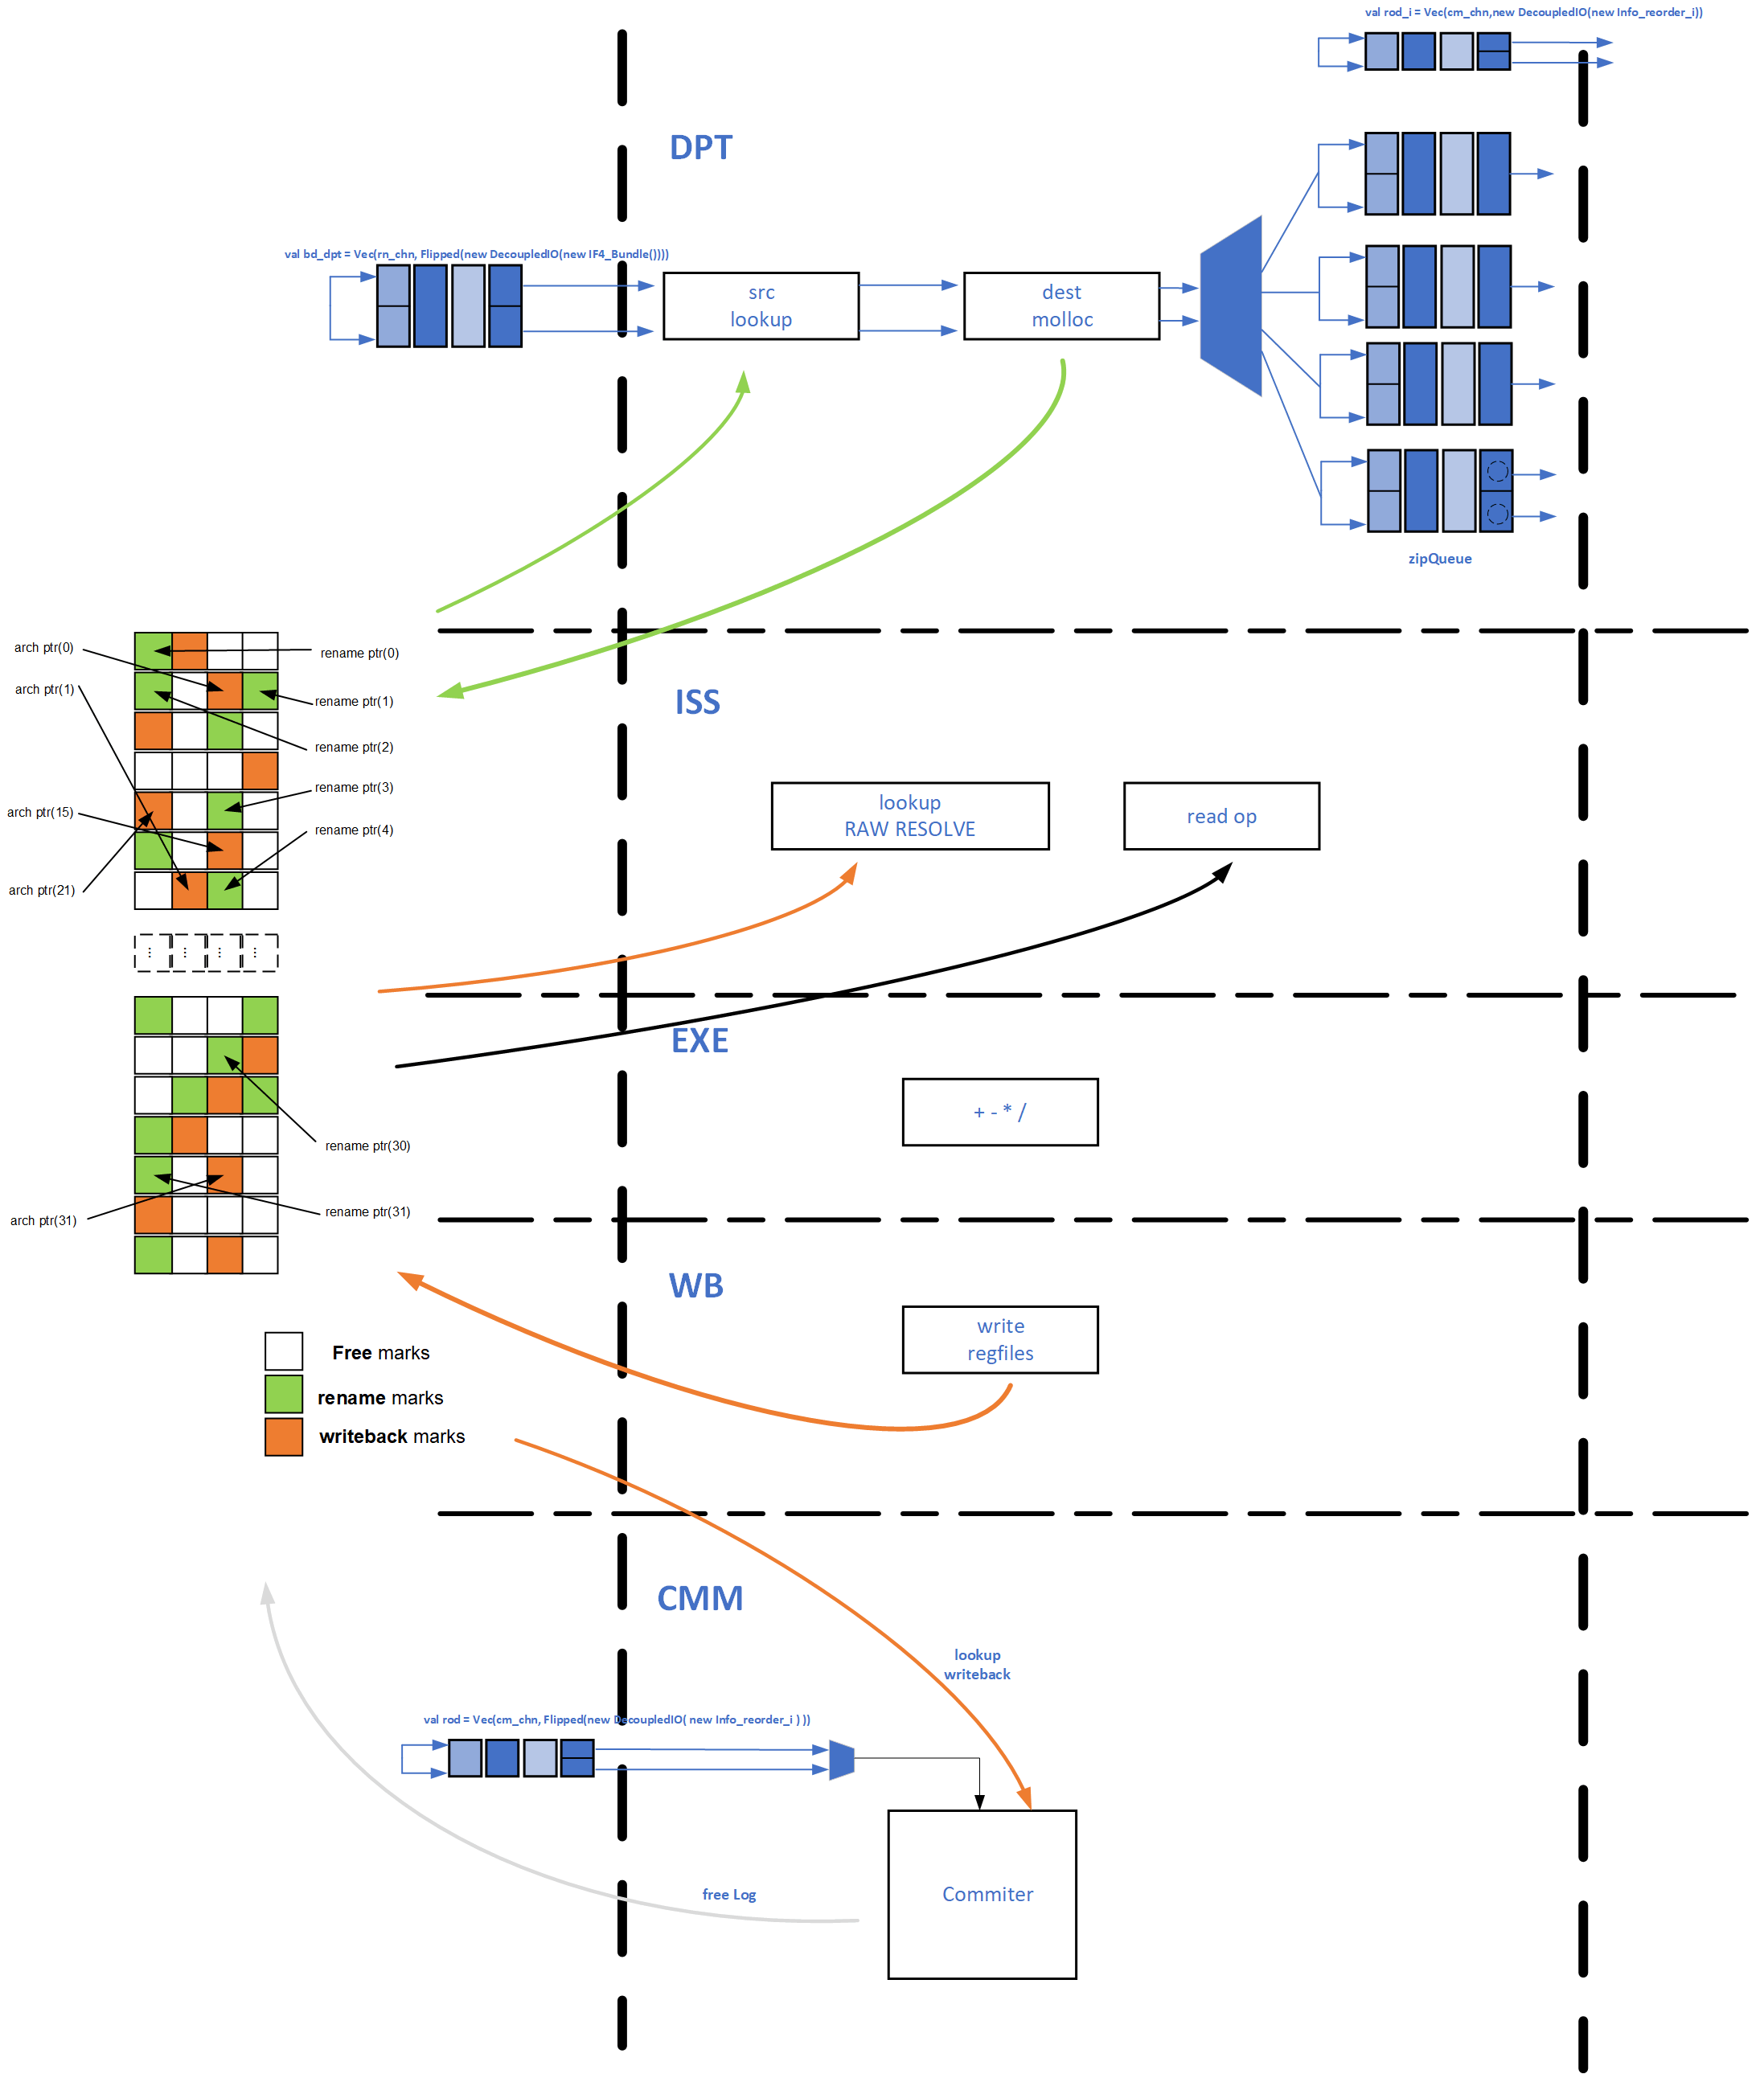 val rod_i = Vec(cm_chn,new DecoupledIO(new Info_reorder_i))
DPT
val bd_dpt = Vec(rn_chn, Flipped(new DecoupledIO(new IF4_Bundle())))
src
lookup
dest
molloc
zipQueue
arch ptr(0)
rename ptr(0)
arch ptr(1)
rename ptr(1)
ISS
rename ptr(2)
rename ptr(3)
arch ptr(15)
rename ptr(4)
lookup
RAW RESOLVE
read op
arch ptr(21)
... ... ... ...
EXE
+ - * /
rename ptr(30)
rename ptr(31)
arch ptr(31)
WB
write
regfiles
Free marks
rename marks
writeback marks
CMM
lookup
writeback
val rod = Vec(cm_chn, Flipped(new DecoupledIO( new Info_reorder_i ) ))
free Log
Commiter